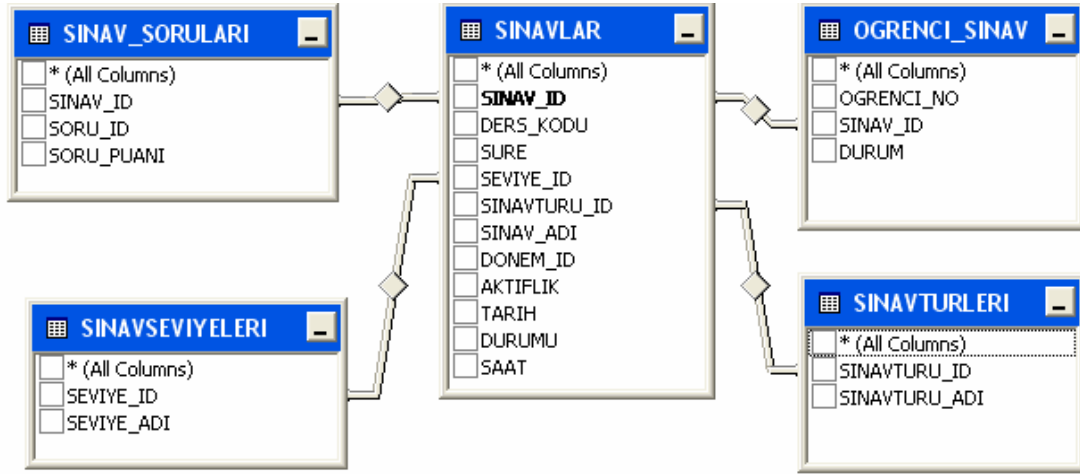 SINAV_SORULARI
* (All Columns)
SINAV_ID
SORU_ID
SORU_PUANI
SINAVLAR
* (All Columns)
SINAV_ID
DERS_KODU
SURE
SEVIYE_ID
SINAVTURU_ID
SINAV_ADI
DONEM_ID
AKTIFLIK
TARIH
DURUMU
SAAT
OGRENCI_SINAV
* (All Columns)
OGRENCI_NO
SINAV_ID
DURUM
SINAVSEVIYELERI
* (All Columns)
SEVIYE_ID
SEVIYE_ADI
SINAVTURLERI
* (All Columns)
SINAVTURU_ID
SINAVTURU_ADI